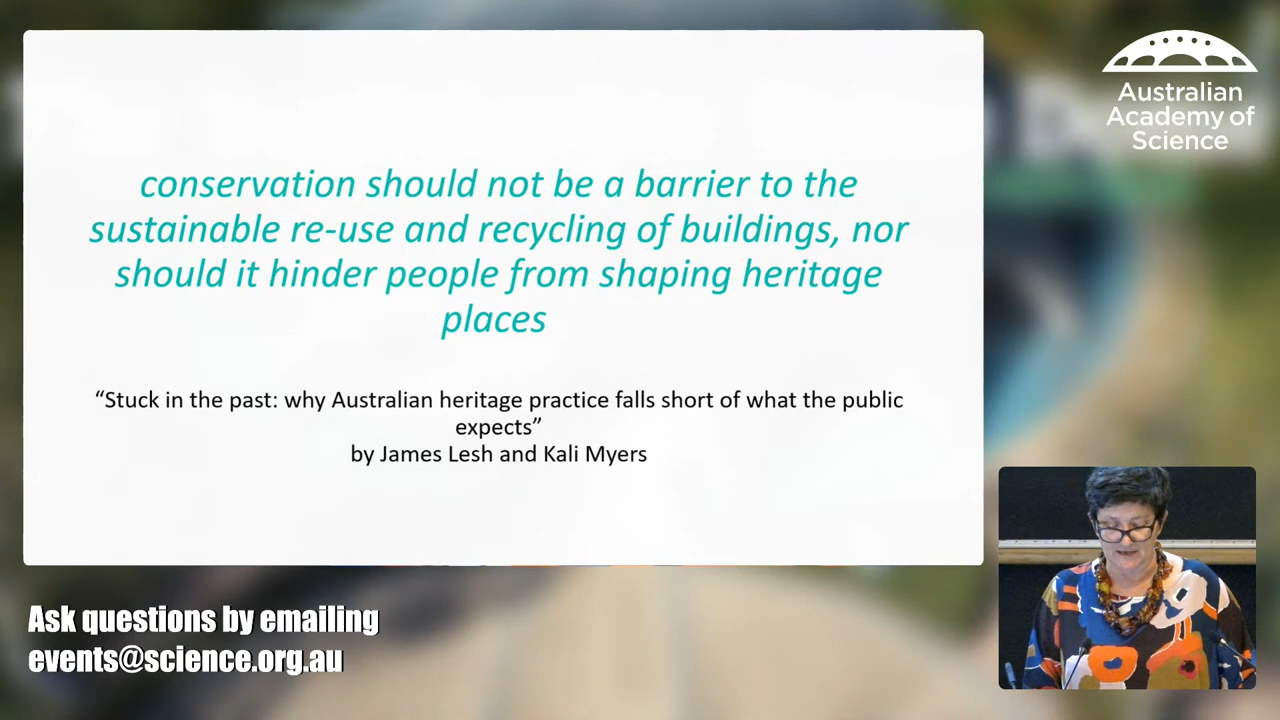 conservation should not be a barrier to the
sustainable re-use and recycling of buildings, nor
should it hinder people from shaping heritage
places
“Stuck in the past: why Australian heritage practice falls short of what the public
expects”
by James Lesh and Kali Myers
Australian
Academy of
Science
Ask questions by emailing
events@science.org.au